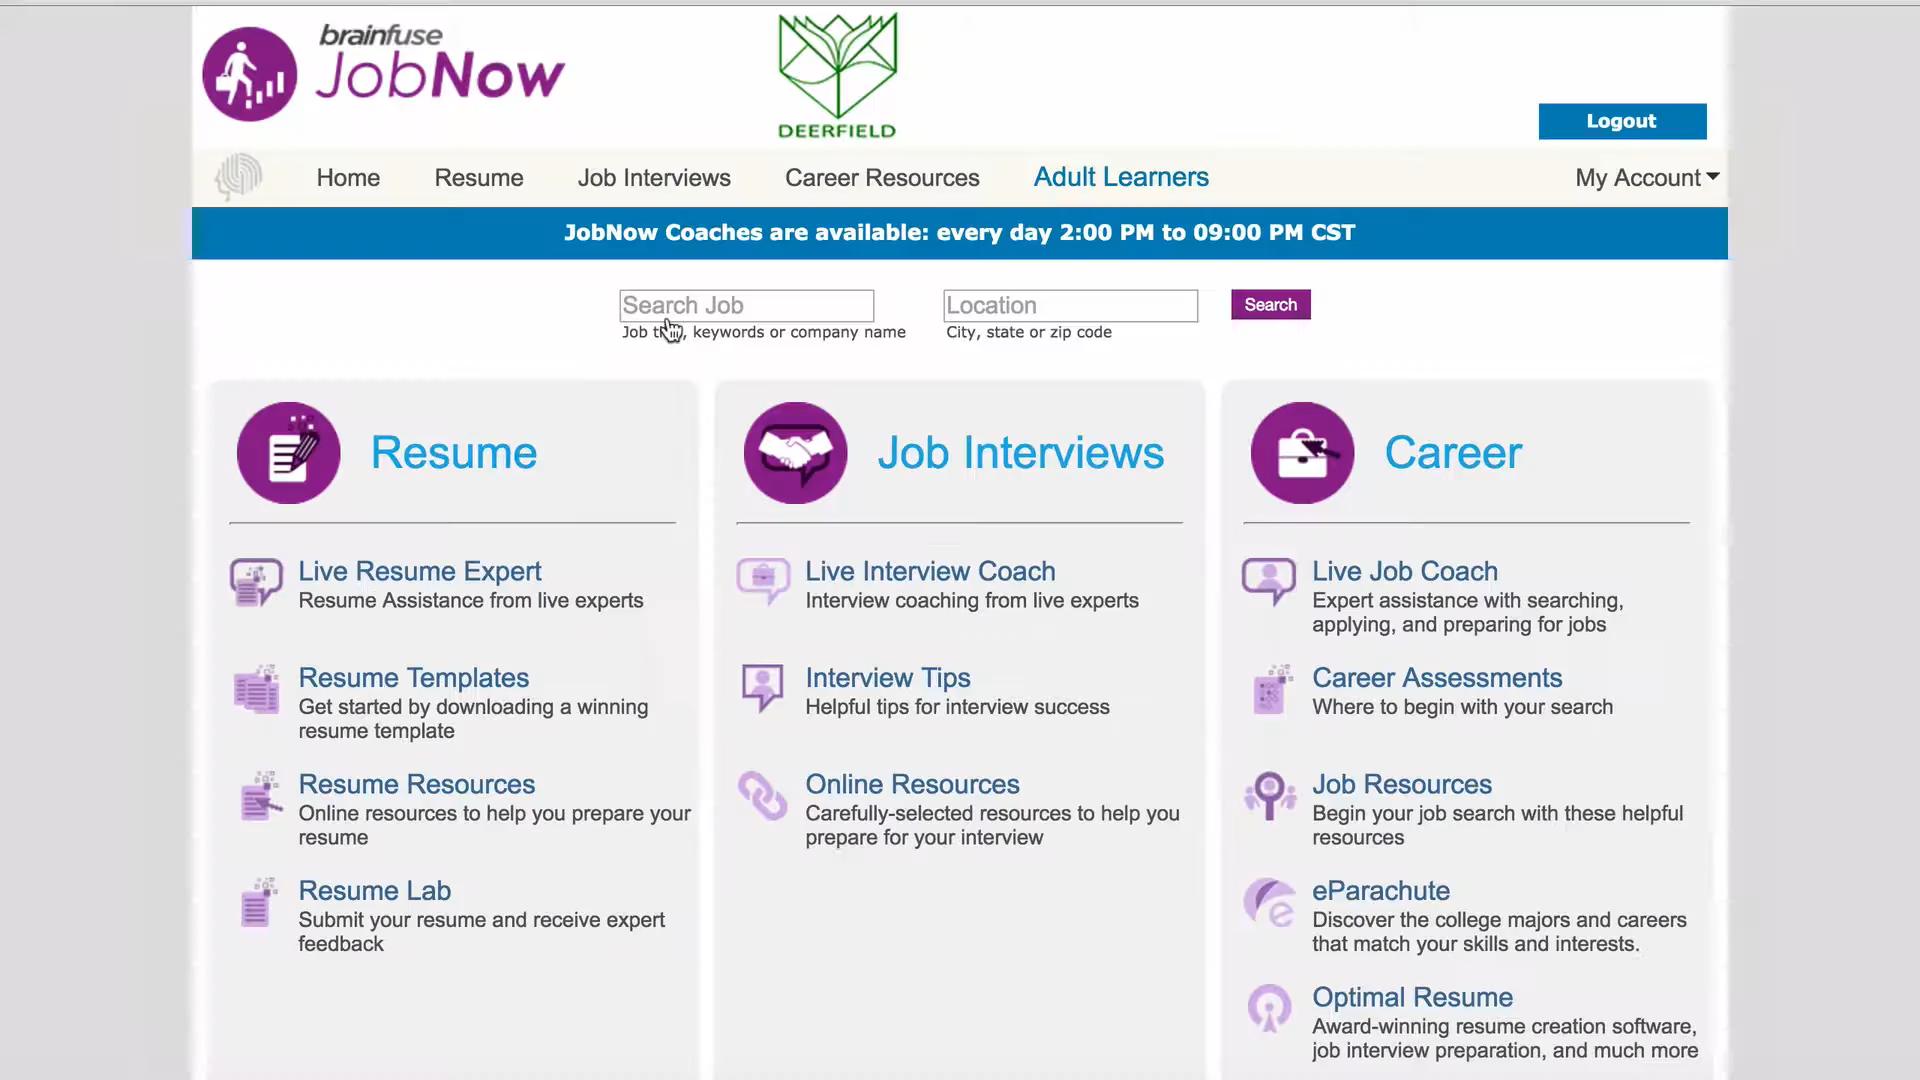 brainfuse
JobNow
DEERFIELD
Logout
Home Resume Job Interviews Career Resources Adult Learners My Account
JobNow Coaches are available: every day 2:00 PM to 09:00 PM CST
Search Job Location Search
Job , keywords or company name City, state or zip code
Resume
Live Resume Expert
Resume Assistance from live experts
Resume Templates
Get started by downloading a winning
resume template
Resume Resources
Online resources to help you prepare your
resume
Resume Lab
Submit your resume and receive expert
feedback
Job Interviews
Live Interview Coach
Interview coaching from live experts
Interview Tips
Helpful tips for interview success
Online Resources
Carefully-selected resources to help you
prepare for your interview
Career
Live Job Coach
Expert assistance with searching,
applying, and preparing for jobs
Career Assessments
Where to begin with your search
Job Resources
Begin your job search with these helpful
resources
eParachute
Discover the college majors and careers
that match your skills and interests.
Optimal Resume
Award-winning resume creation software,
job interview preparation, and much more